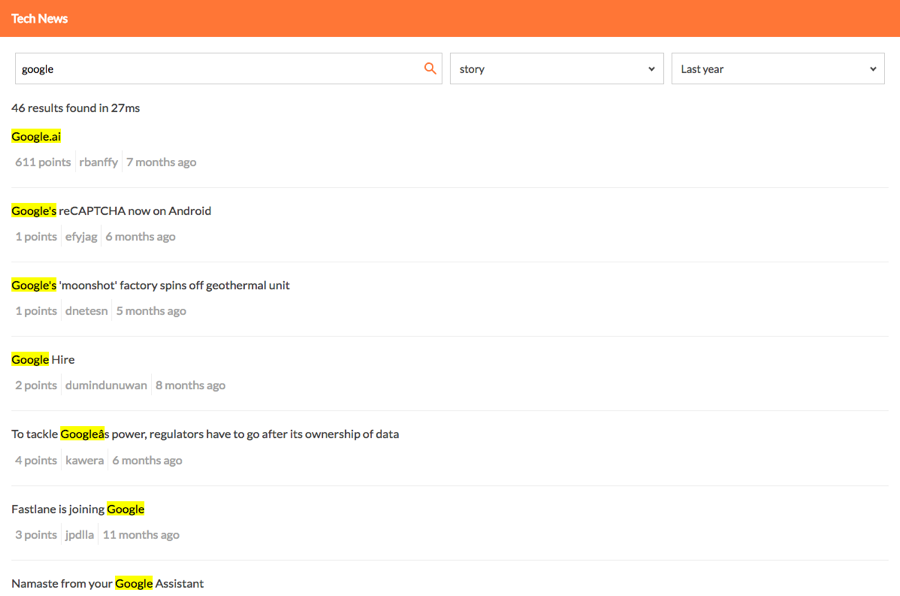 Tech News
google
story
Last year
46 results found in 27ms
Google.ai
611 points rbanffy 7 months ago
Google's reCAPTCHA now on Android
1 points efyjag 6 months ago
Google's 'moonshot' factory spins off geothermal unit
1 points dnetesn 5 months ago
Google Hire
2 points dumindunuwan 8 months ago
To tackle Googleâs power, regulators have to go after its ownership of data
4 points kawera 6 months ago
Fastlane is joining Google
3 points jpdlla 11 months ago
Namaste from your Google Assistant